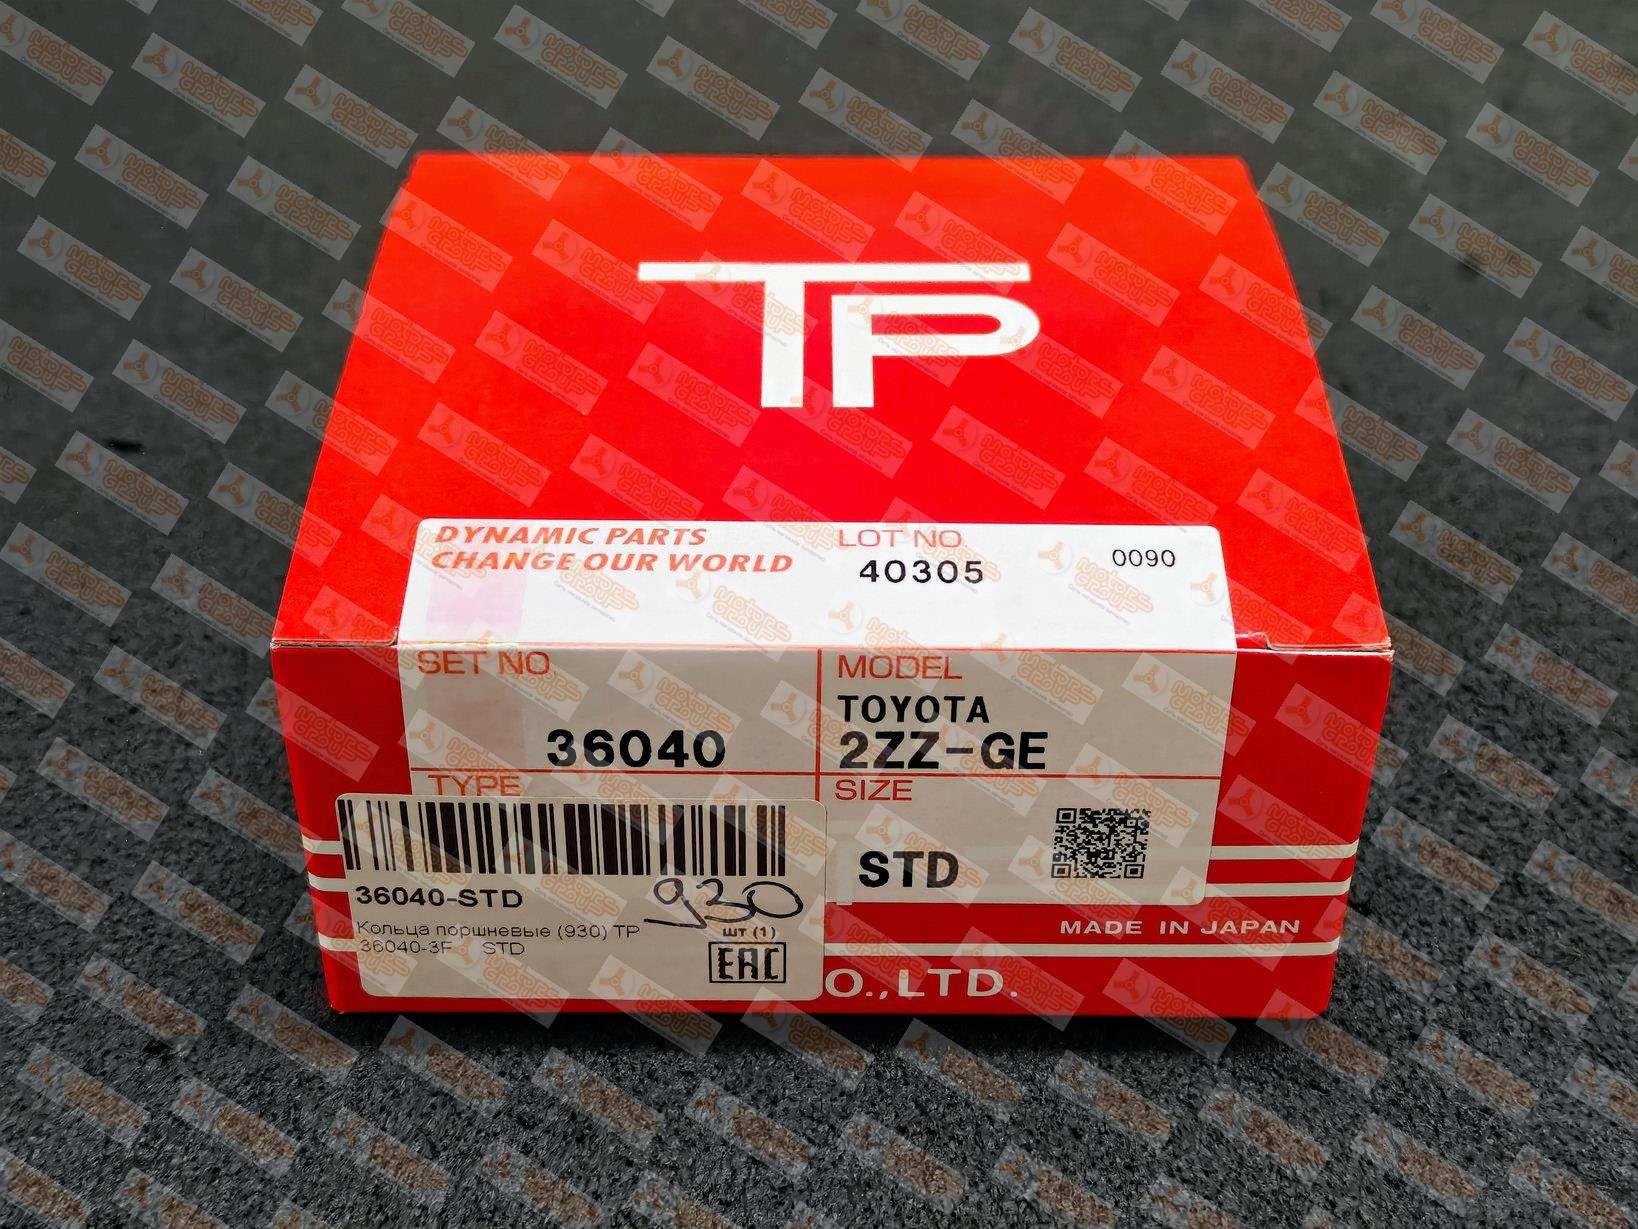 TP
DYNAMIC PARTS
CHANGE OUR WORLD
LOT NO
40305
0090
SET NO
36040
MODEL
TOYOTA
2ZZ-GE
TYPE
SIZE
STD
36040-STD
930
Кольца поршневые (930) TP
36040-3F STD
шт (1)
EAC
MADE IN JAPAN
O.,LTD.